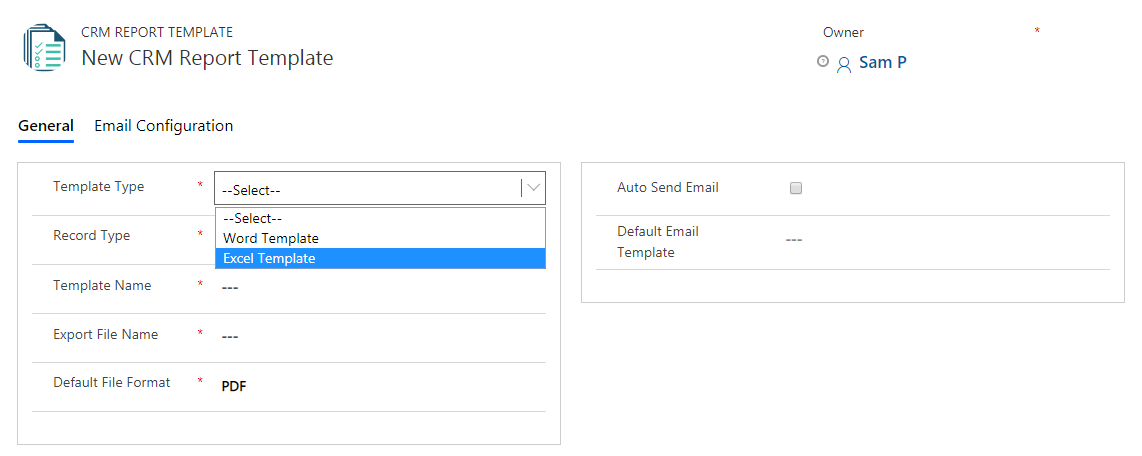 CRM REPORT TEMPLATE
New CRM Report Template
Owner *
Sam P
General Email Configuration
Template Type * --Select--
--Select--
Word Template
Excel Template
Record Type *
Template Name * ---
Export File Name * ---
Default File Format * PDF
Auto Send Email
Default Email
Template
---